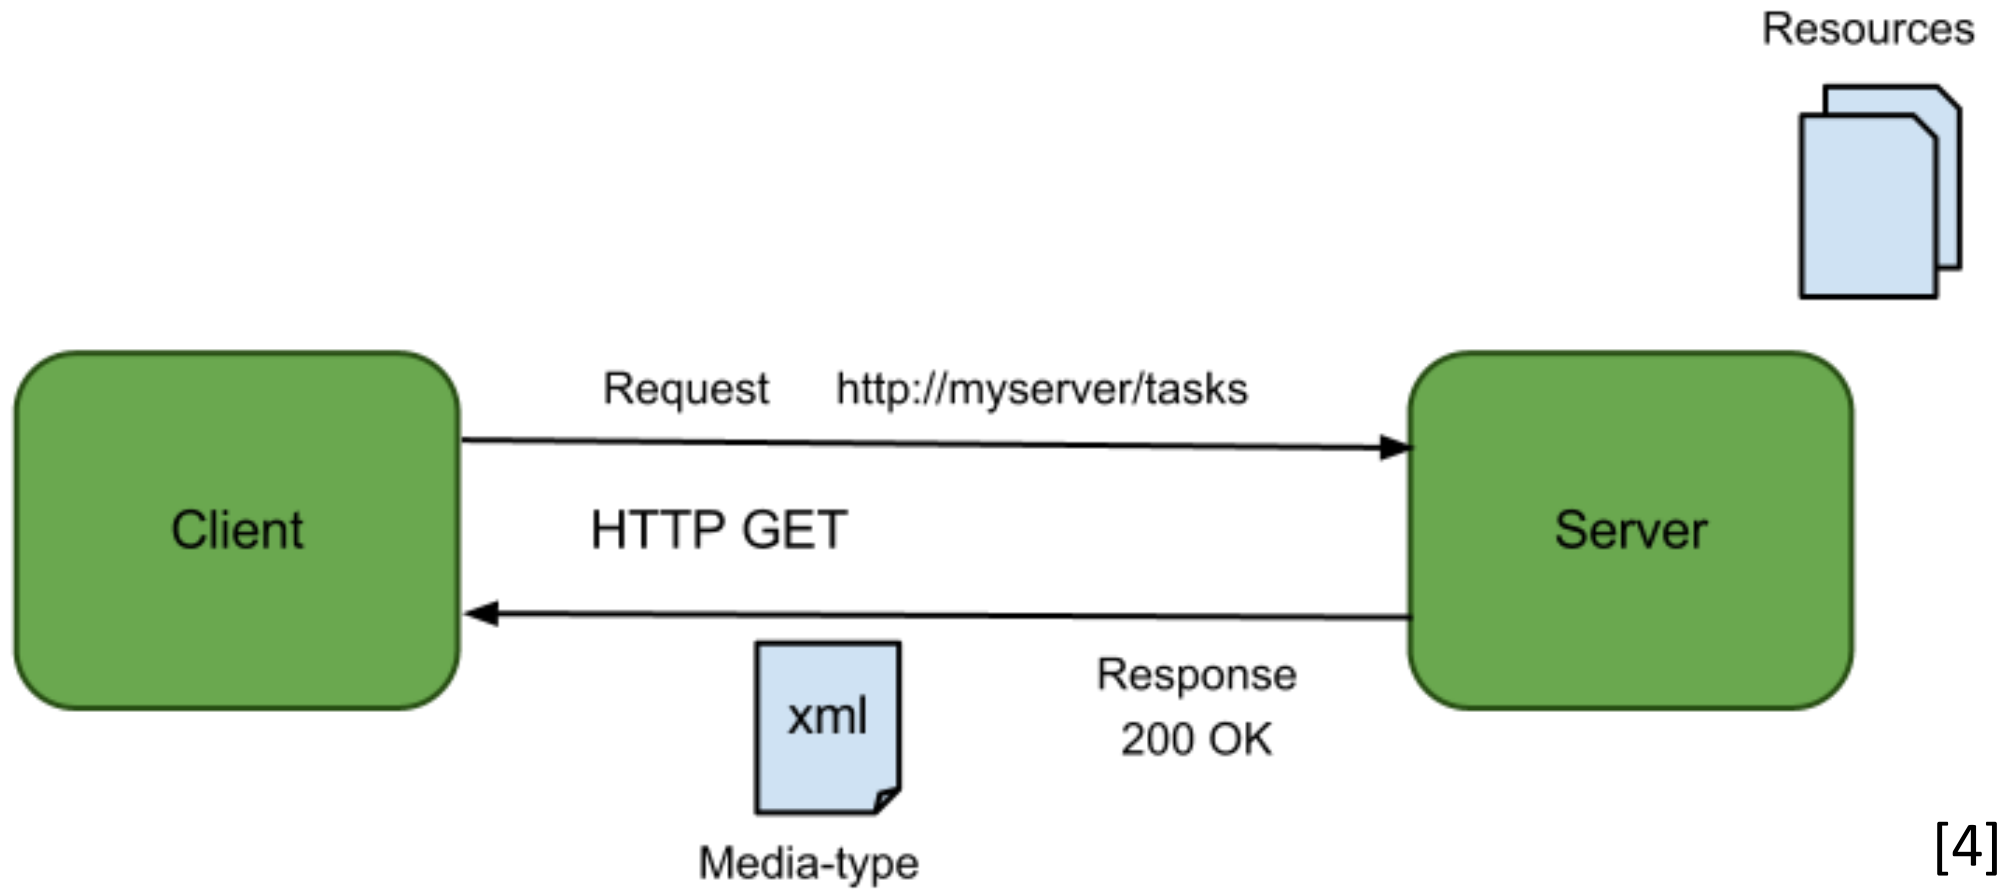 Resources
Request http://myserver/tasks
Client
HTTP GET
Server
xml
Response
200 OK
Media-type
[4]